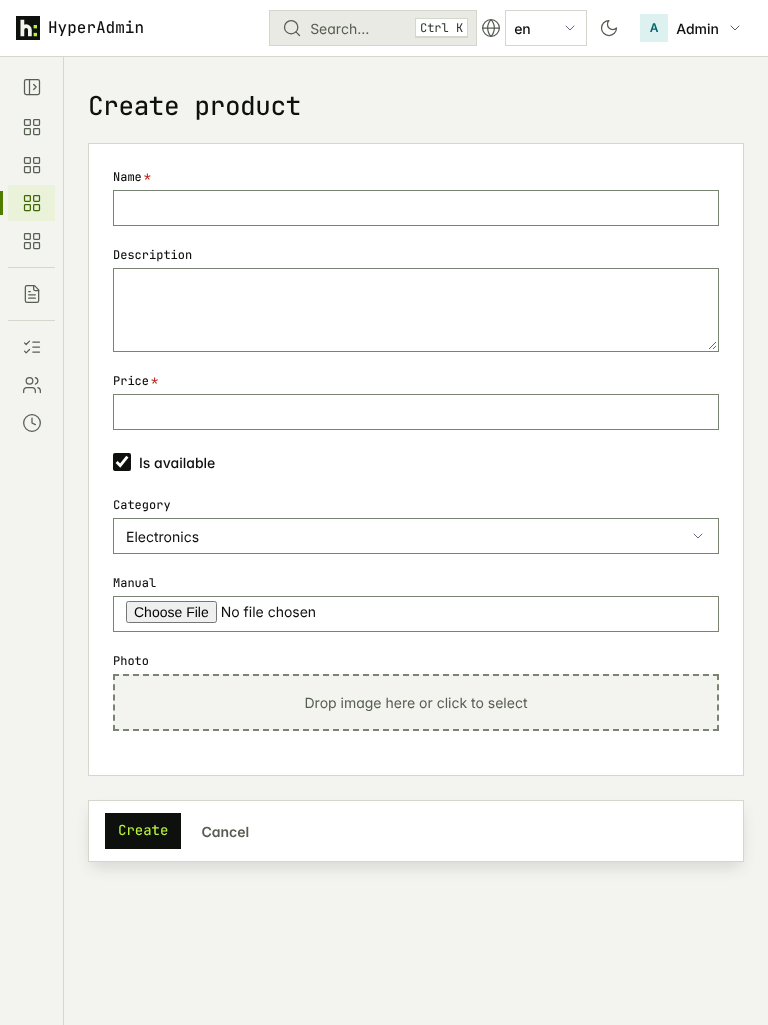 h: HyperAdmin
Search... Ctrl K
en
A Admin
Create product
Name*
Description
Price*
Is available
Category
Electronics
Manual
Choose File No file chosen
Photo
Drop image here or click to select
Create Cancel